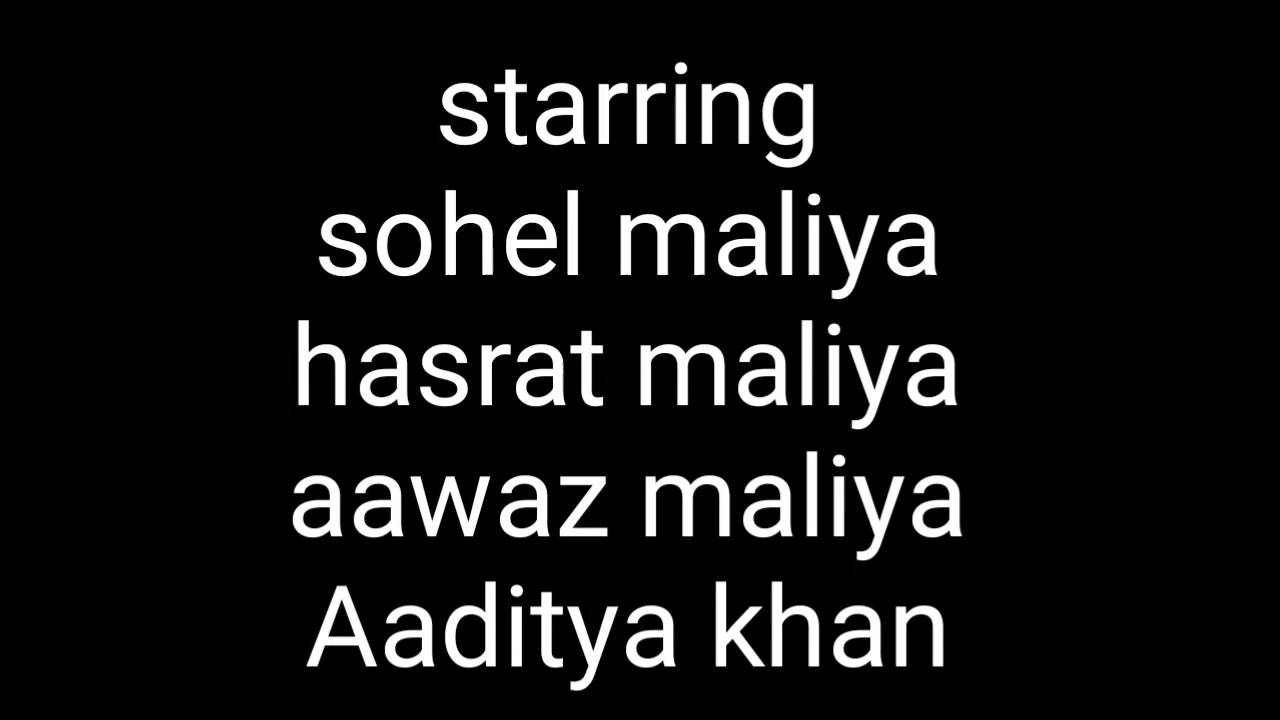 starring
sohel maliya
hasrat maliya
aawaz maliya
Aaditya khan